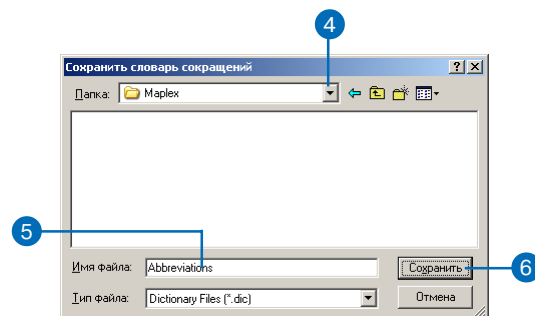 4
Сохранить словарь сокращений
Папка: Maplex
5
Имя файла: Abbreviations Сохранить 6
Тип файла: Dictionary Files (*.dic) Отмена